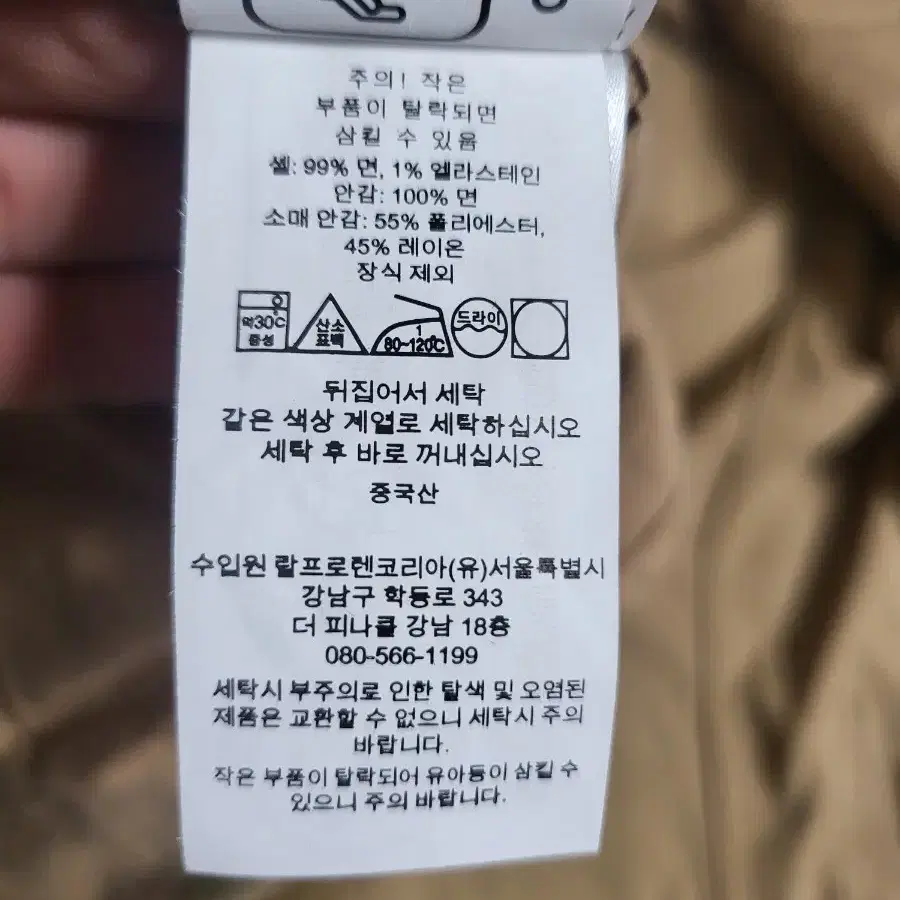 주의! 작은
부품이 탈락되면
삼킬 수 있음
셸: 99% 면, 1% 엘라스테인
안감: 100% 면
소매 안감: 55% 폴리에스터,
45% 레이온
장식 제외
약30°C
중성
산소
표백
1
80~120°C
드라이
뒤집어서 세탁
같은 색상 계열로 세탁하십시오
세탁 후 바로 꺼내십시오
중국산
수입원 랄프로렌코리아(유)서울특별시
강남구 학동로 343
더 피나클 강남 18층
080-566-1199
세탁시 부주의로 인한 탈색 및 오염된
제품은 교환할 수 없으니 세탁시 주의
바랍니다.
작은 부품이 탈락되어 유아등이 삼킬 수
있으니 주의 바랍니다.